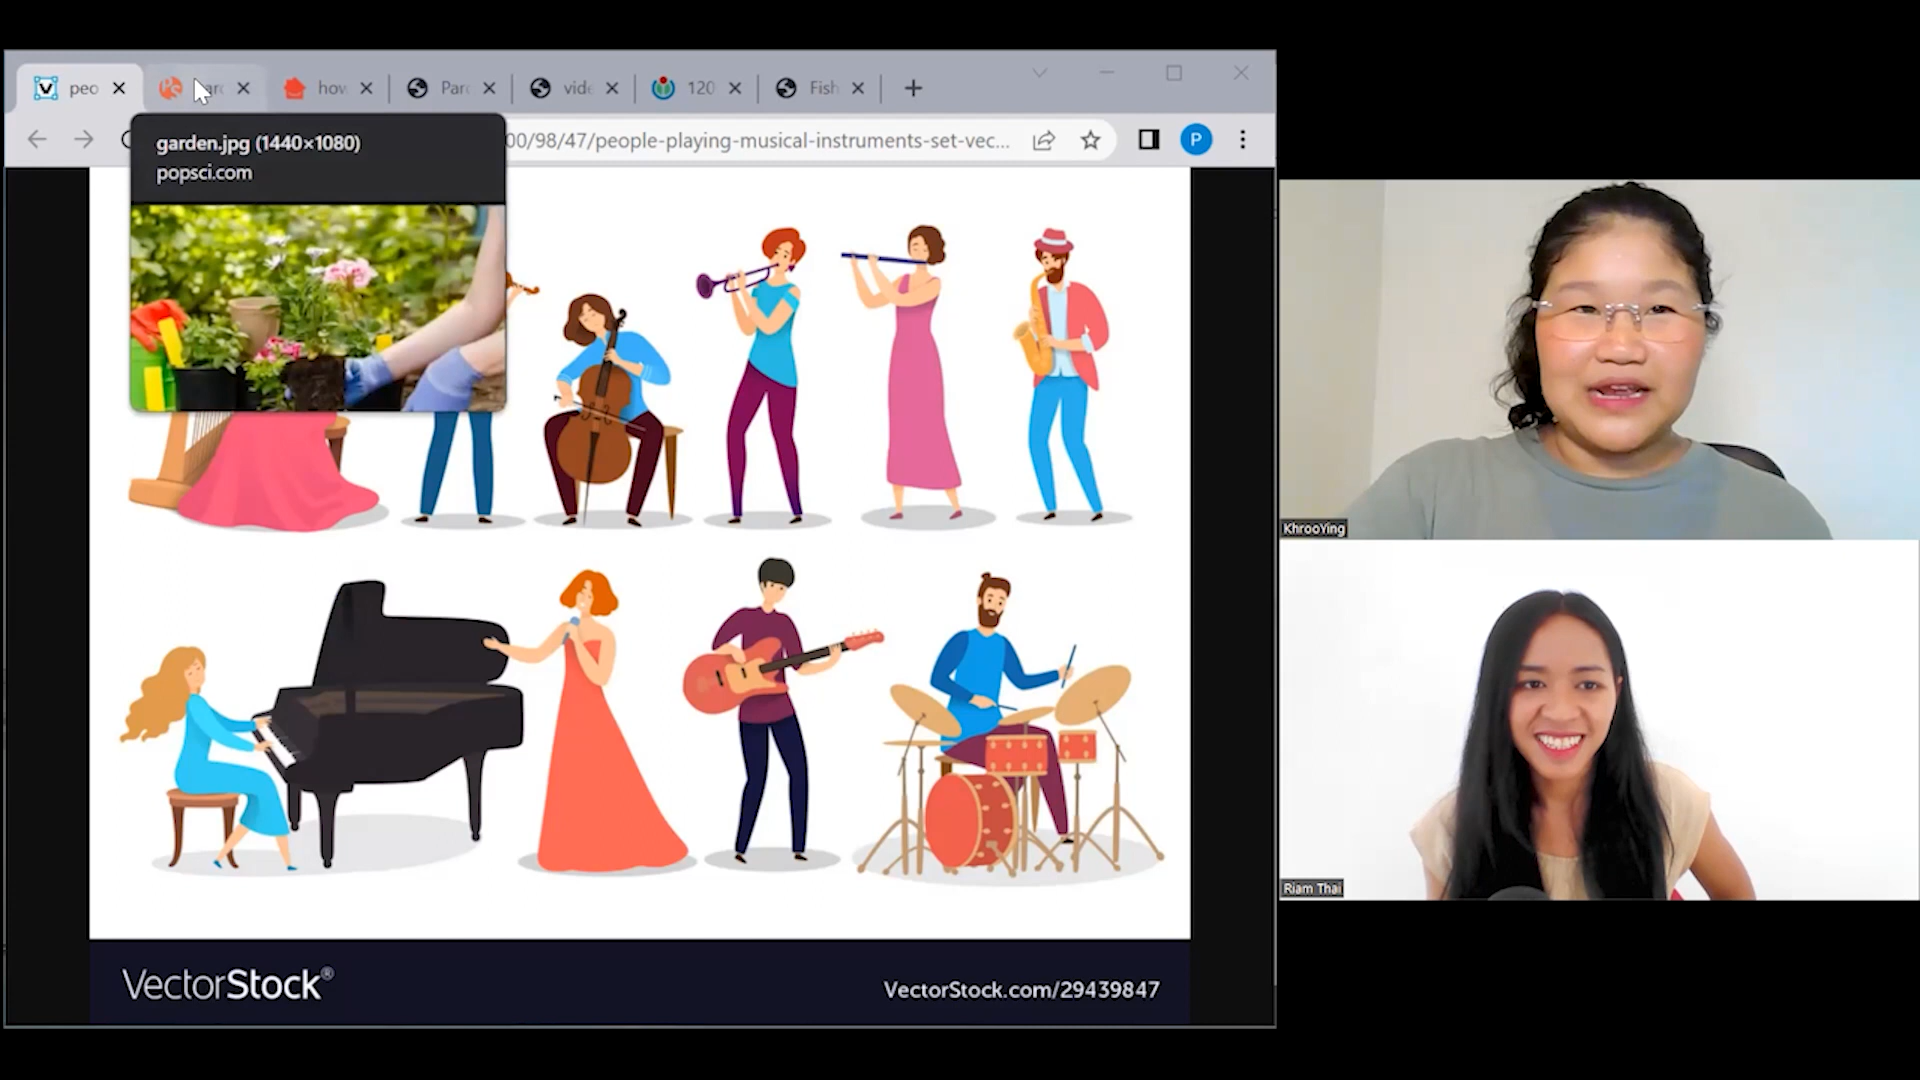 peo
how
Par
vid
120
Fish
garden.jpg (1440×1080)
popsci.com
00/98/47/people-playing-musical-instruments-set-vec...
P
KhrooYing
Riam Thai
VectorStock®
VectorStock.com/29439847